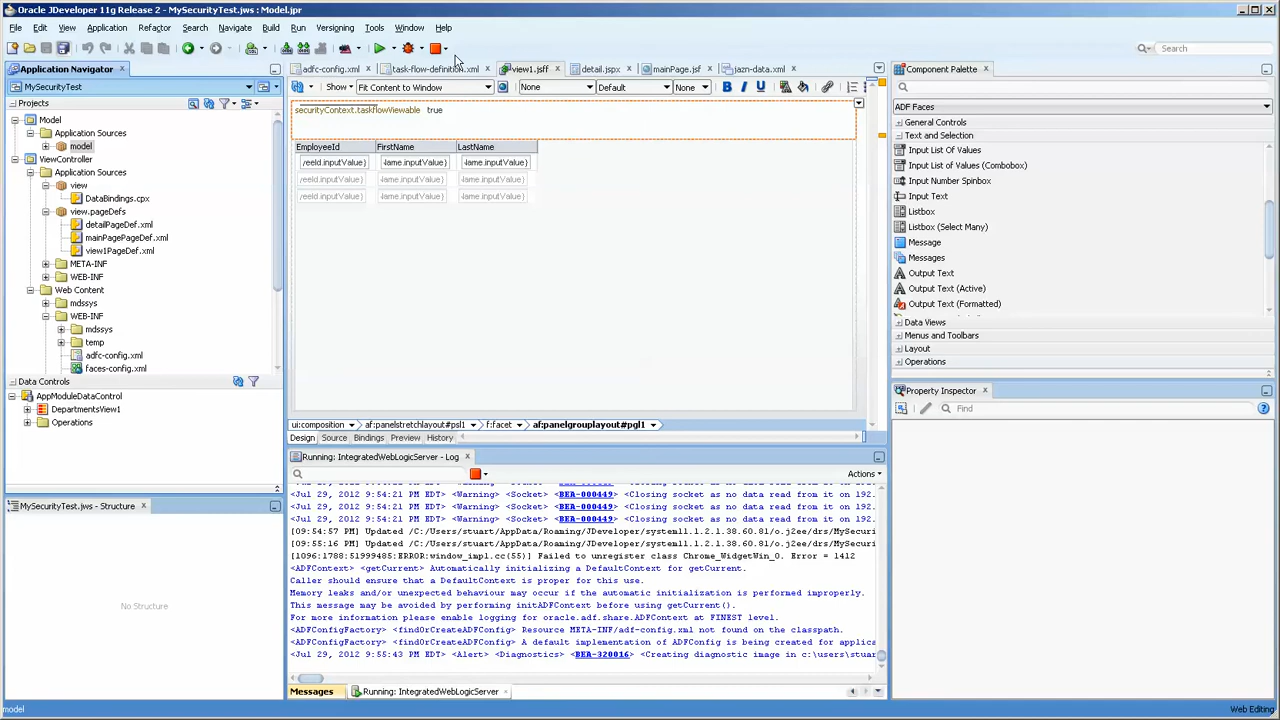 Oracle JDeveloper 11g Release 2 - MySecurityTest.jws : Model.jpr
File Edit View Application Refactor Search Navigate Build Run Versioning Tools Window Help
Search
Application Navigator
adfc-config.xml task-flow-definition.xml view1.jsff detail.jspx mainPage.jsf jazn-data.xml
Component Palette
MySecurityTest
Show Fit Content to Window None Default None
Projects
securityContext.taskflowViewable true
ADF Faces
Model
General Controls
Application Sources
Text and Selection
model
EmployeeId FirstName LastName
Input List Of Values
ViewController
yeeId.inputValue} Name.inputValue} Name.inputValue}
Input List of Values (Combobox)
Application Sources
yeeId.inputValue} Name.inputValue} Name.inputValue}
Input Number Spinbox
view
yeeId.inputValue} Name.inputValue} Name.inputValue}
Input Text
DataBindings.cpx
Listbox
view.pageDefs
Listbox (Select Many)
detailPageDef.xml
Message
mainPagePageDef.xml
Messages
view1PageDef.xml
Output Text
META-INF
Output Text (Active)
WEB-INF
Output Text (Formatted)
Web Content
Data Views
mdssys
Menus and Toolbars
WEB-INF
Layout
mdssys
Operations
temp
adfc-config.xml
faces-config.xml
Data Controls
Property Inspector
AppModuleDataControl
Find
DepartmentsView1
Operations
ui:composition af:panelstretchlayout#psl1 f:facet af:panelgrouplayout#pgl1
Design Source Bindings Preview History
Running: IntegratedWebLogicServer - Log
Actions
<Jul 29, 2012 9:54:21 PM EDT> <Warning> <Socket> <BEA-000449> <Closing socket as no data read from it on 192.
<Jul 29, 2012 9:54:21 PM EDT> <Warning> <Socket> <BEA-000449> <Closing socket as no data read from it on 192.
MySecurityTest.jws - Structure
<Jul 29, 2012 9:54:21 PM EDT> <Warning> <Socket> <BEA-000449> <Closing socket as no data read from it on 192.
[09:54:57 PM] Updated /C:/Users/stuart/AppData/Roaming/JDeveloper/system11.1.2.1.38.60.81/o.j2ee/drs/MySecuri
[09:55:16 PM] Updated /C:/Users/stuart/AppData/Roaming/JDeveloper/system11.1.2.1.38.60.81/o.j2ee/drs/MySecuri
[1096:1788:51999485:ERROR:window_impl.cc(55)] Failed to unregister class Chrome_WidgetWin_0. Error = 1412
<ADFContext> <getCurrent> Automatically initializing a DefaultContext for getCurrent.
Caller should ensure that a DefaultContext is proper for this use.
Memory leaks and/or unexpected behaviour may occur if the automatic initialization is performed improperly.
This message may be avoided by performing initADFContext before using getCurrent().
No Structure
For more information please enable logging for oracle.adf.share.ADFContext at FINEST level.
<ADFConfigFactory> <findOrCreateADFConfig> Resource META-INF/adf-config.xml not found on the classpath.
<ADFConfigFactory> <findOrCreateADFConfig> A default implementation of ADFConfig is being created for applica
<Jul 29, 2012 9:55:43 PM EDT> <Alert> <Diagnostics> <BEA-320016> <Creating diagnostic image in c:\users\stuar
Messages Running: IntegratedWebLogicServer
model
Web Editing